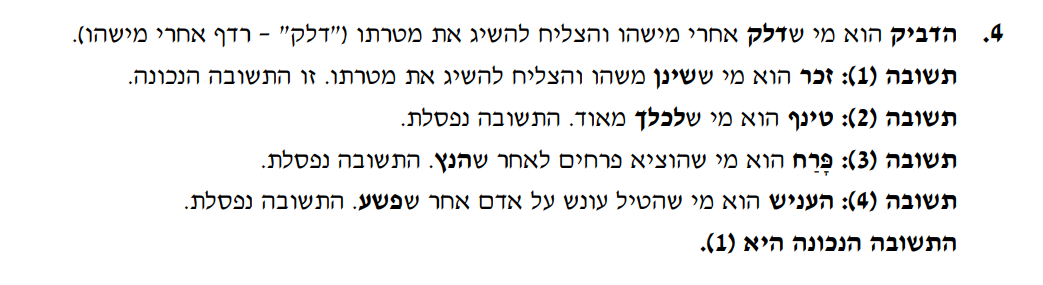 4. הדביק הוא מי שדלק אחרי מישהו והצליח להשיג את מטרתו ("דלק" – רדף אחרי מישהו).
תשובה (1): זכר הוא מי ששינן משהו והצליח להשיג את מטרתו. זו התשובה הנכונה.
תשובה (2): טינף הוא מי שלכלך מאוד. התשובה נפסלת.
תשובה (3): פָּרַח הוא מי שהוציא פרחים לאחר שהנץ. התשובה נפסלת.
תשובה (4): העניש הוא מי שהטיל עונש על אדם אחר שפשע. התשובה נפסלת.
התשובה הנכונה היא (1).